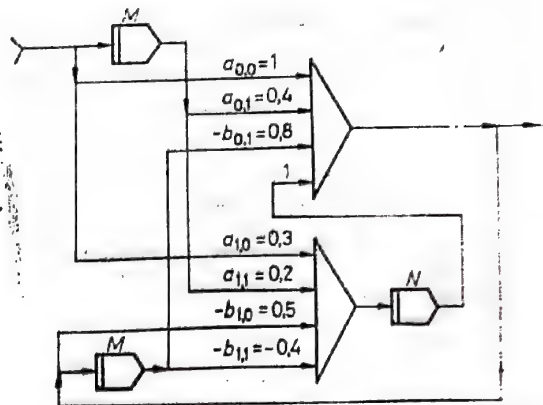 M
a₀,₀=1
a₀,₁=0,4
-b₀,₁=0,8
1
a₁,₀=0,3
a₁,₁=0,2
N
-b₁,₀=0,5
M
-b₁,₁=-0,4